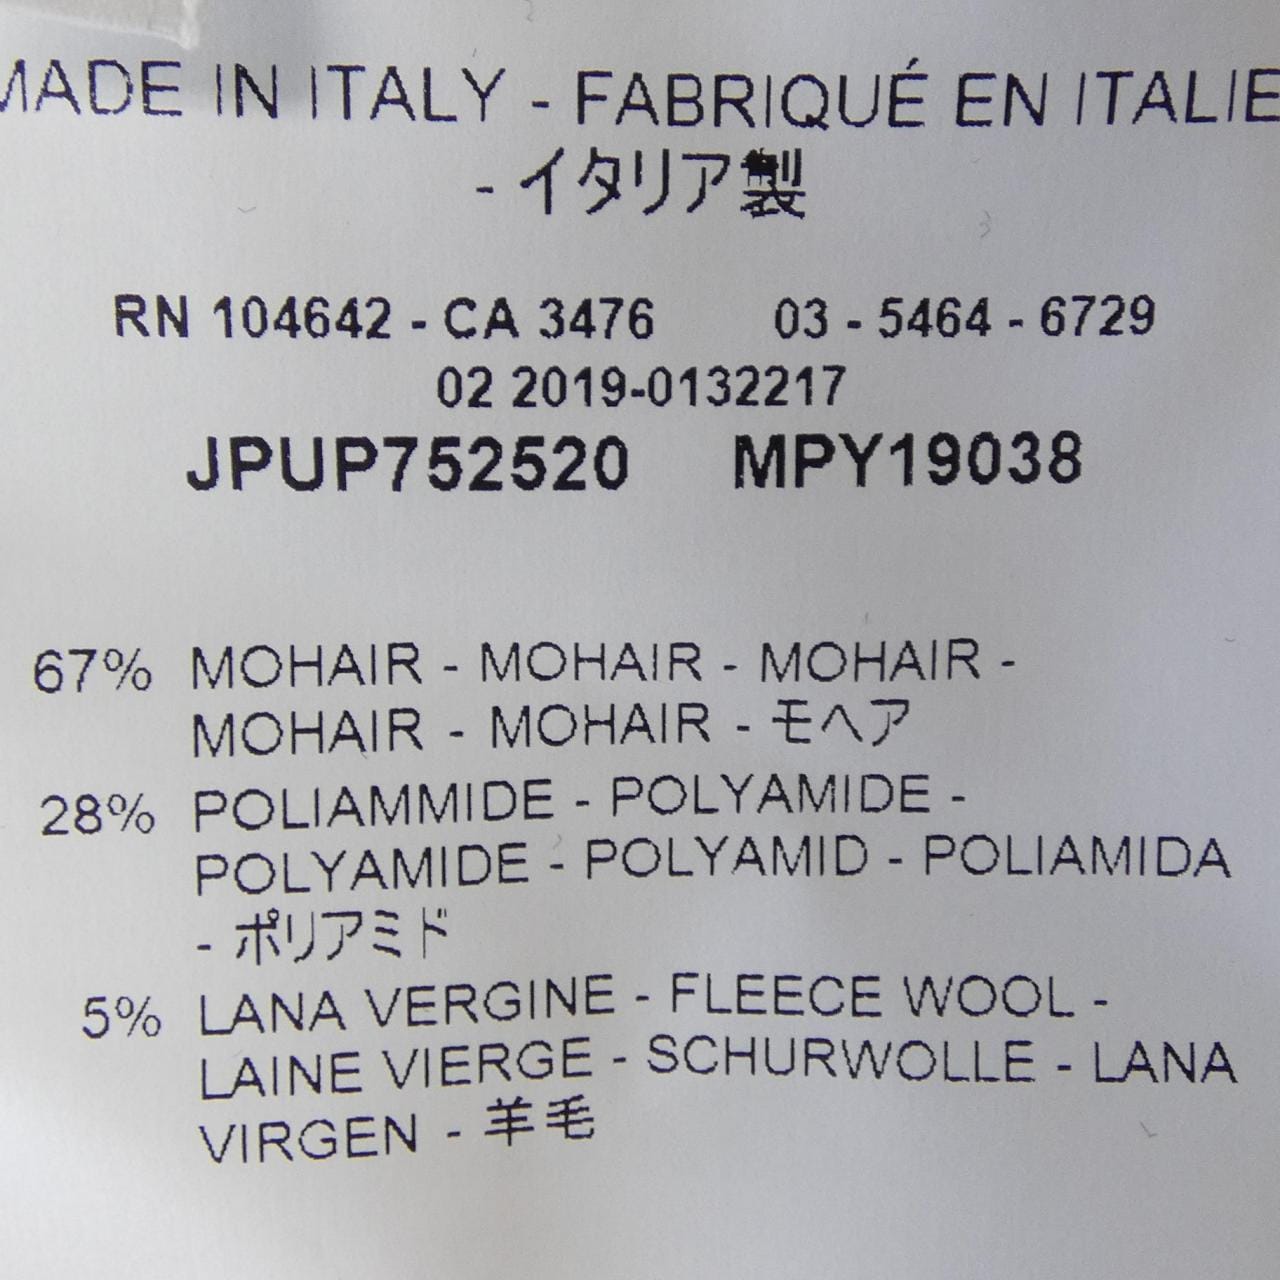 MADE IN ITALY - FABRIQUÉ EN ITALIE
- イタリア製
RN 104642 - CA 3476 03 - 5464 - 6729
02 2019-0132217
JPUP752520 MPY19038
67% MOHAIR - MOHAIR - MOHAIR -
MOHAIR - MOHAIR - モヘア
28% POLIAMMIDE - POLYAMIDE -
POLYAMIDE - POLYAMID - POLIAMIDA
- ポリアミド
5% LANA VERGINE - FLEECE WOOL -
LAINE VIERGE - SCHURWOLLE - LANA
VIRGEN - 羊毛